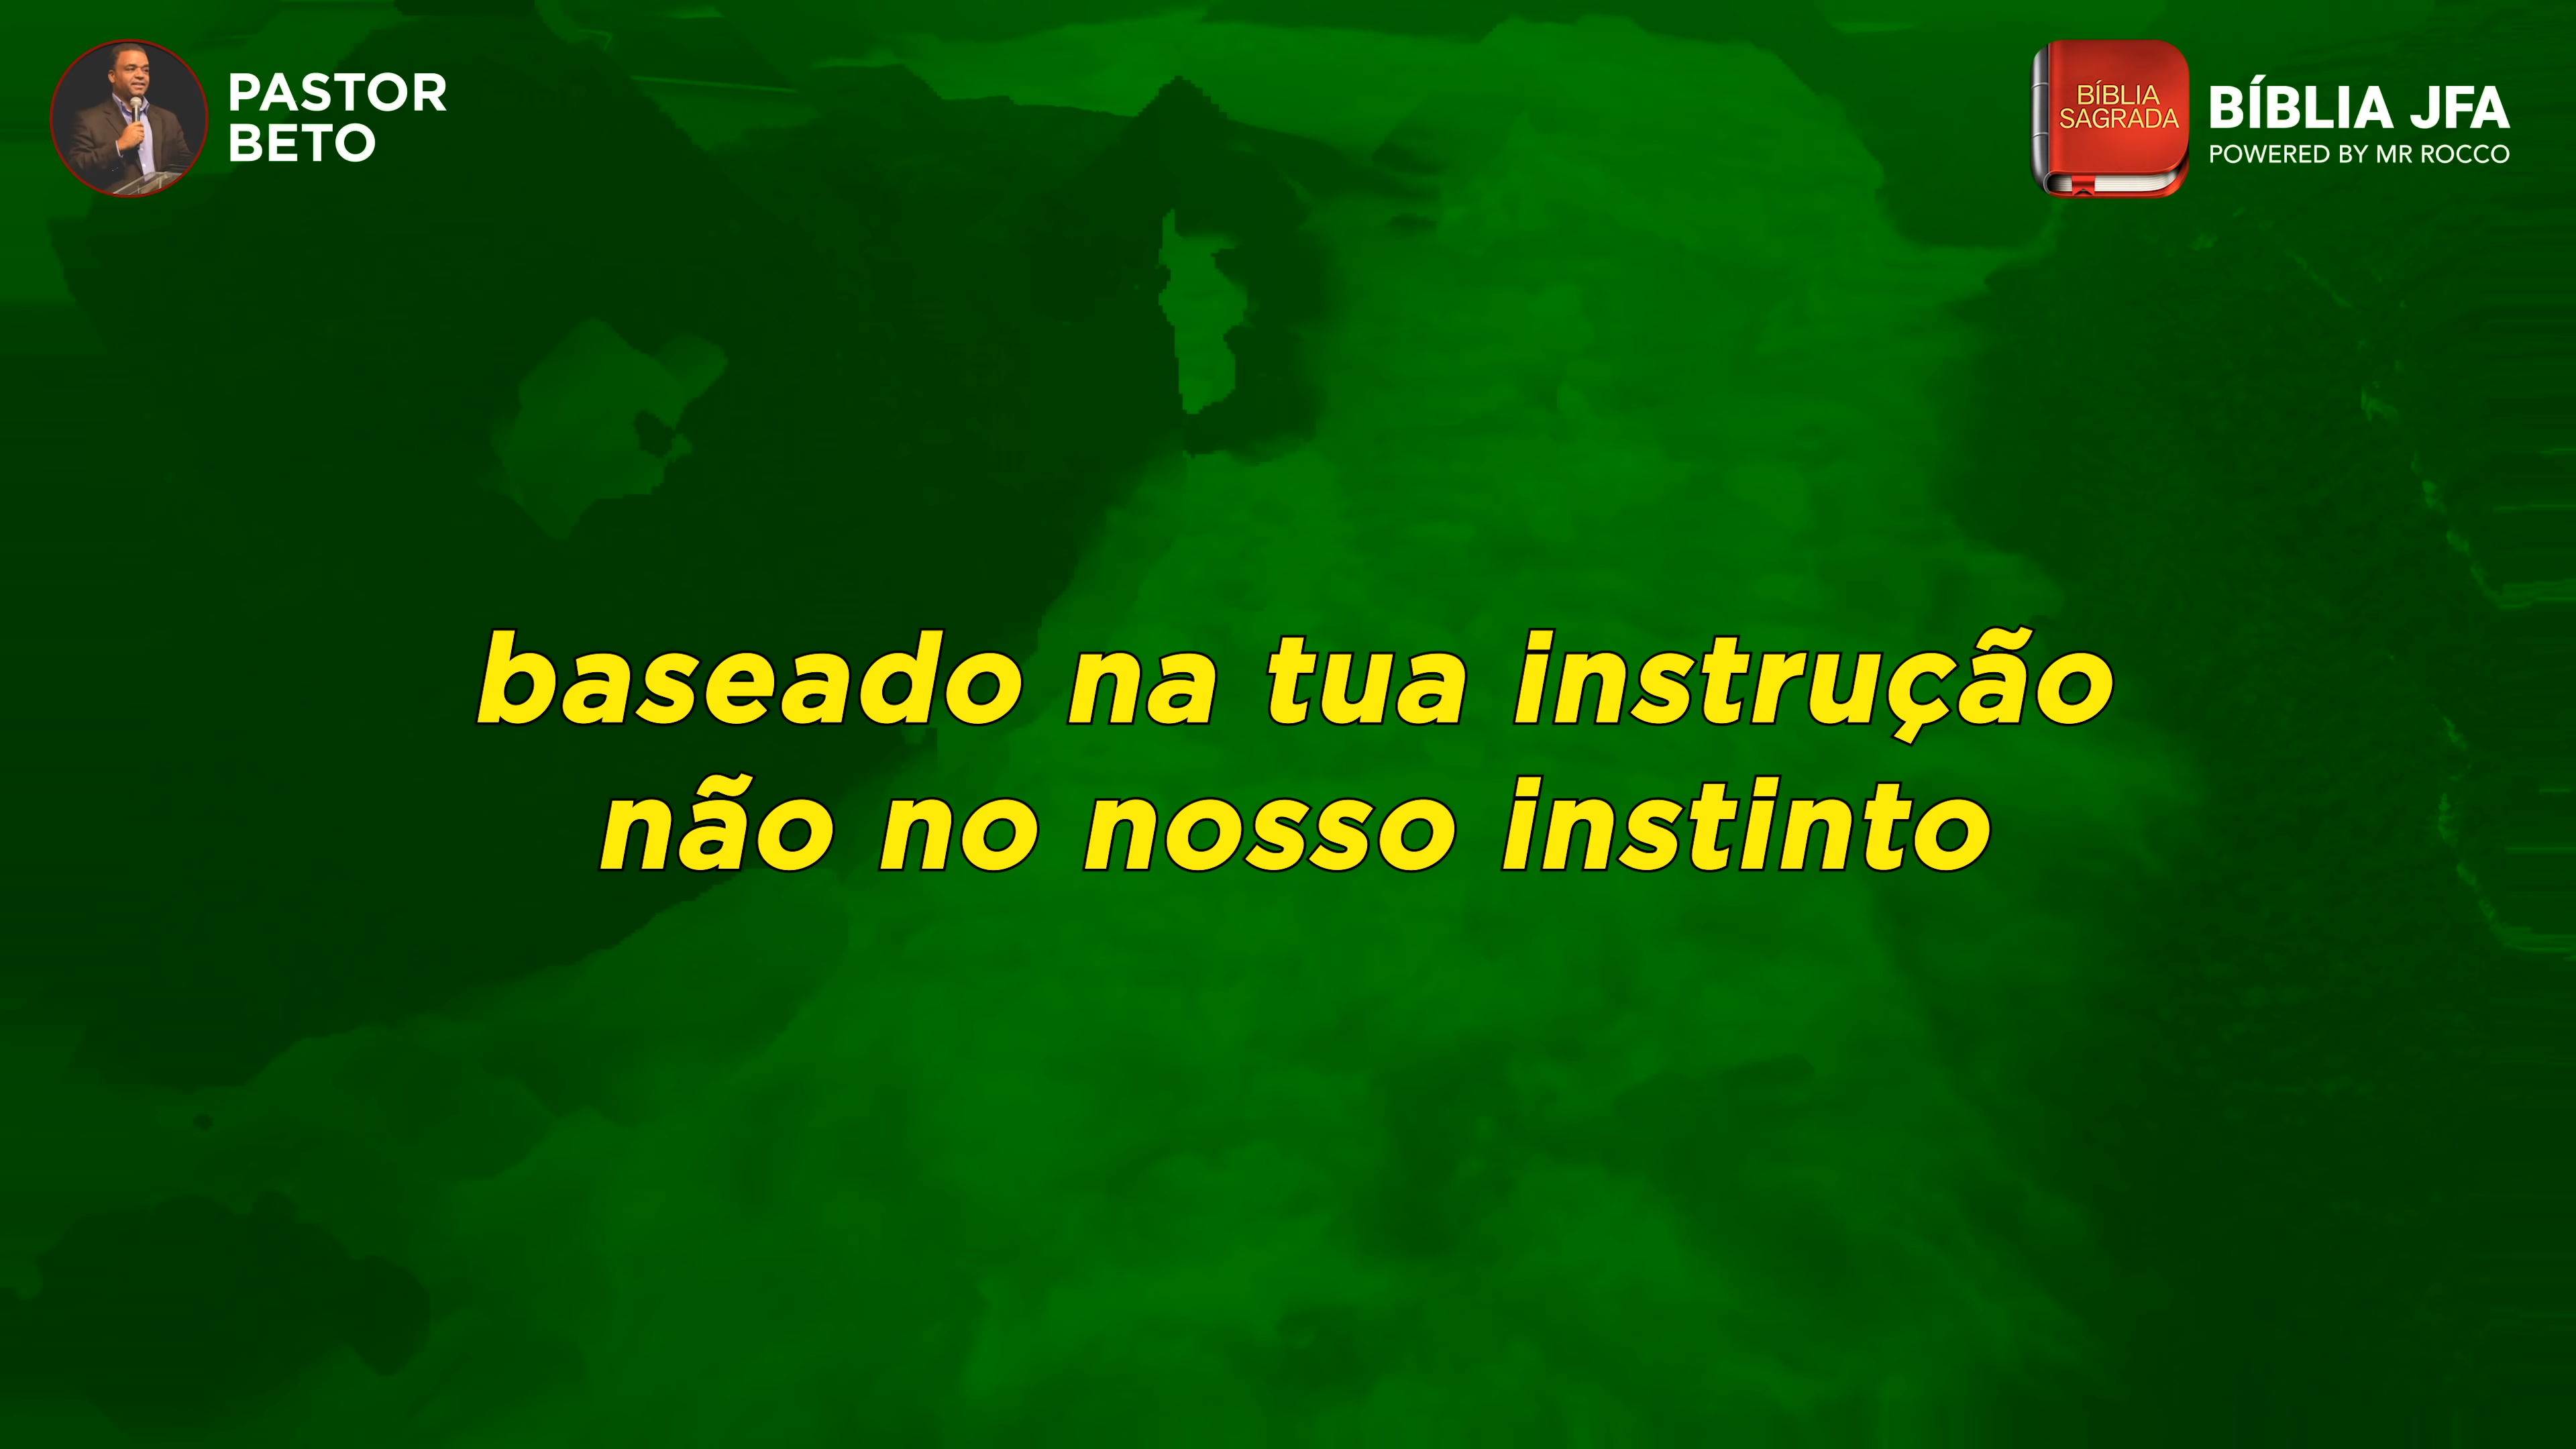 PASTOR
BETO
BÍBLIA
SAGRADA
BÍBLIA JFA
POWERED BY MR ROCCO
baseado na tua instrução
não no nosso instinto